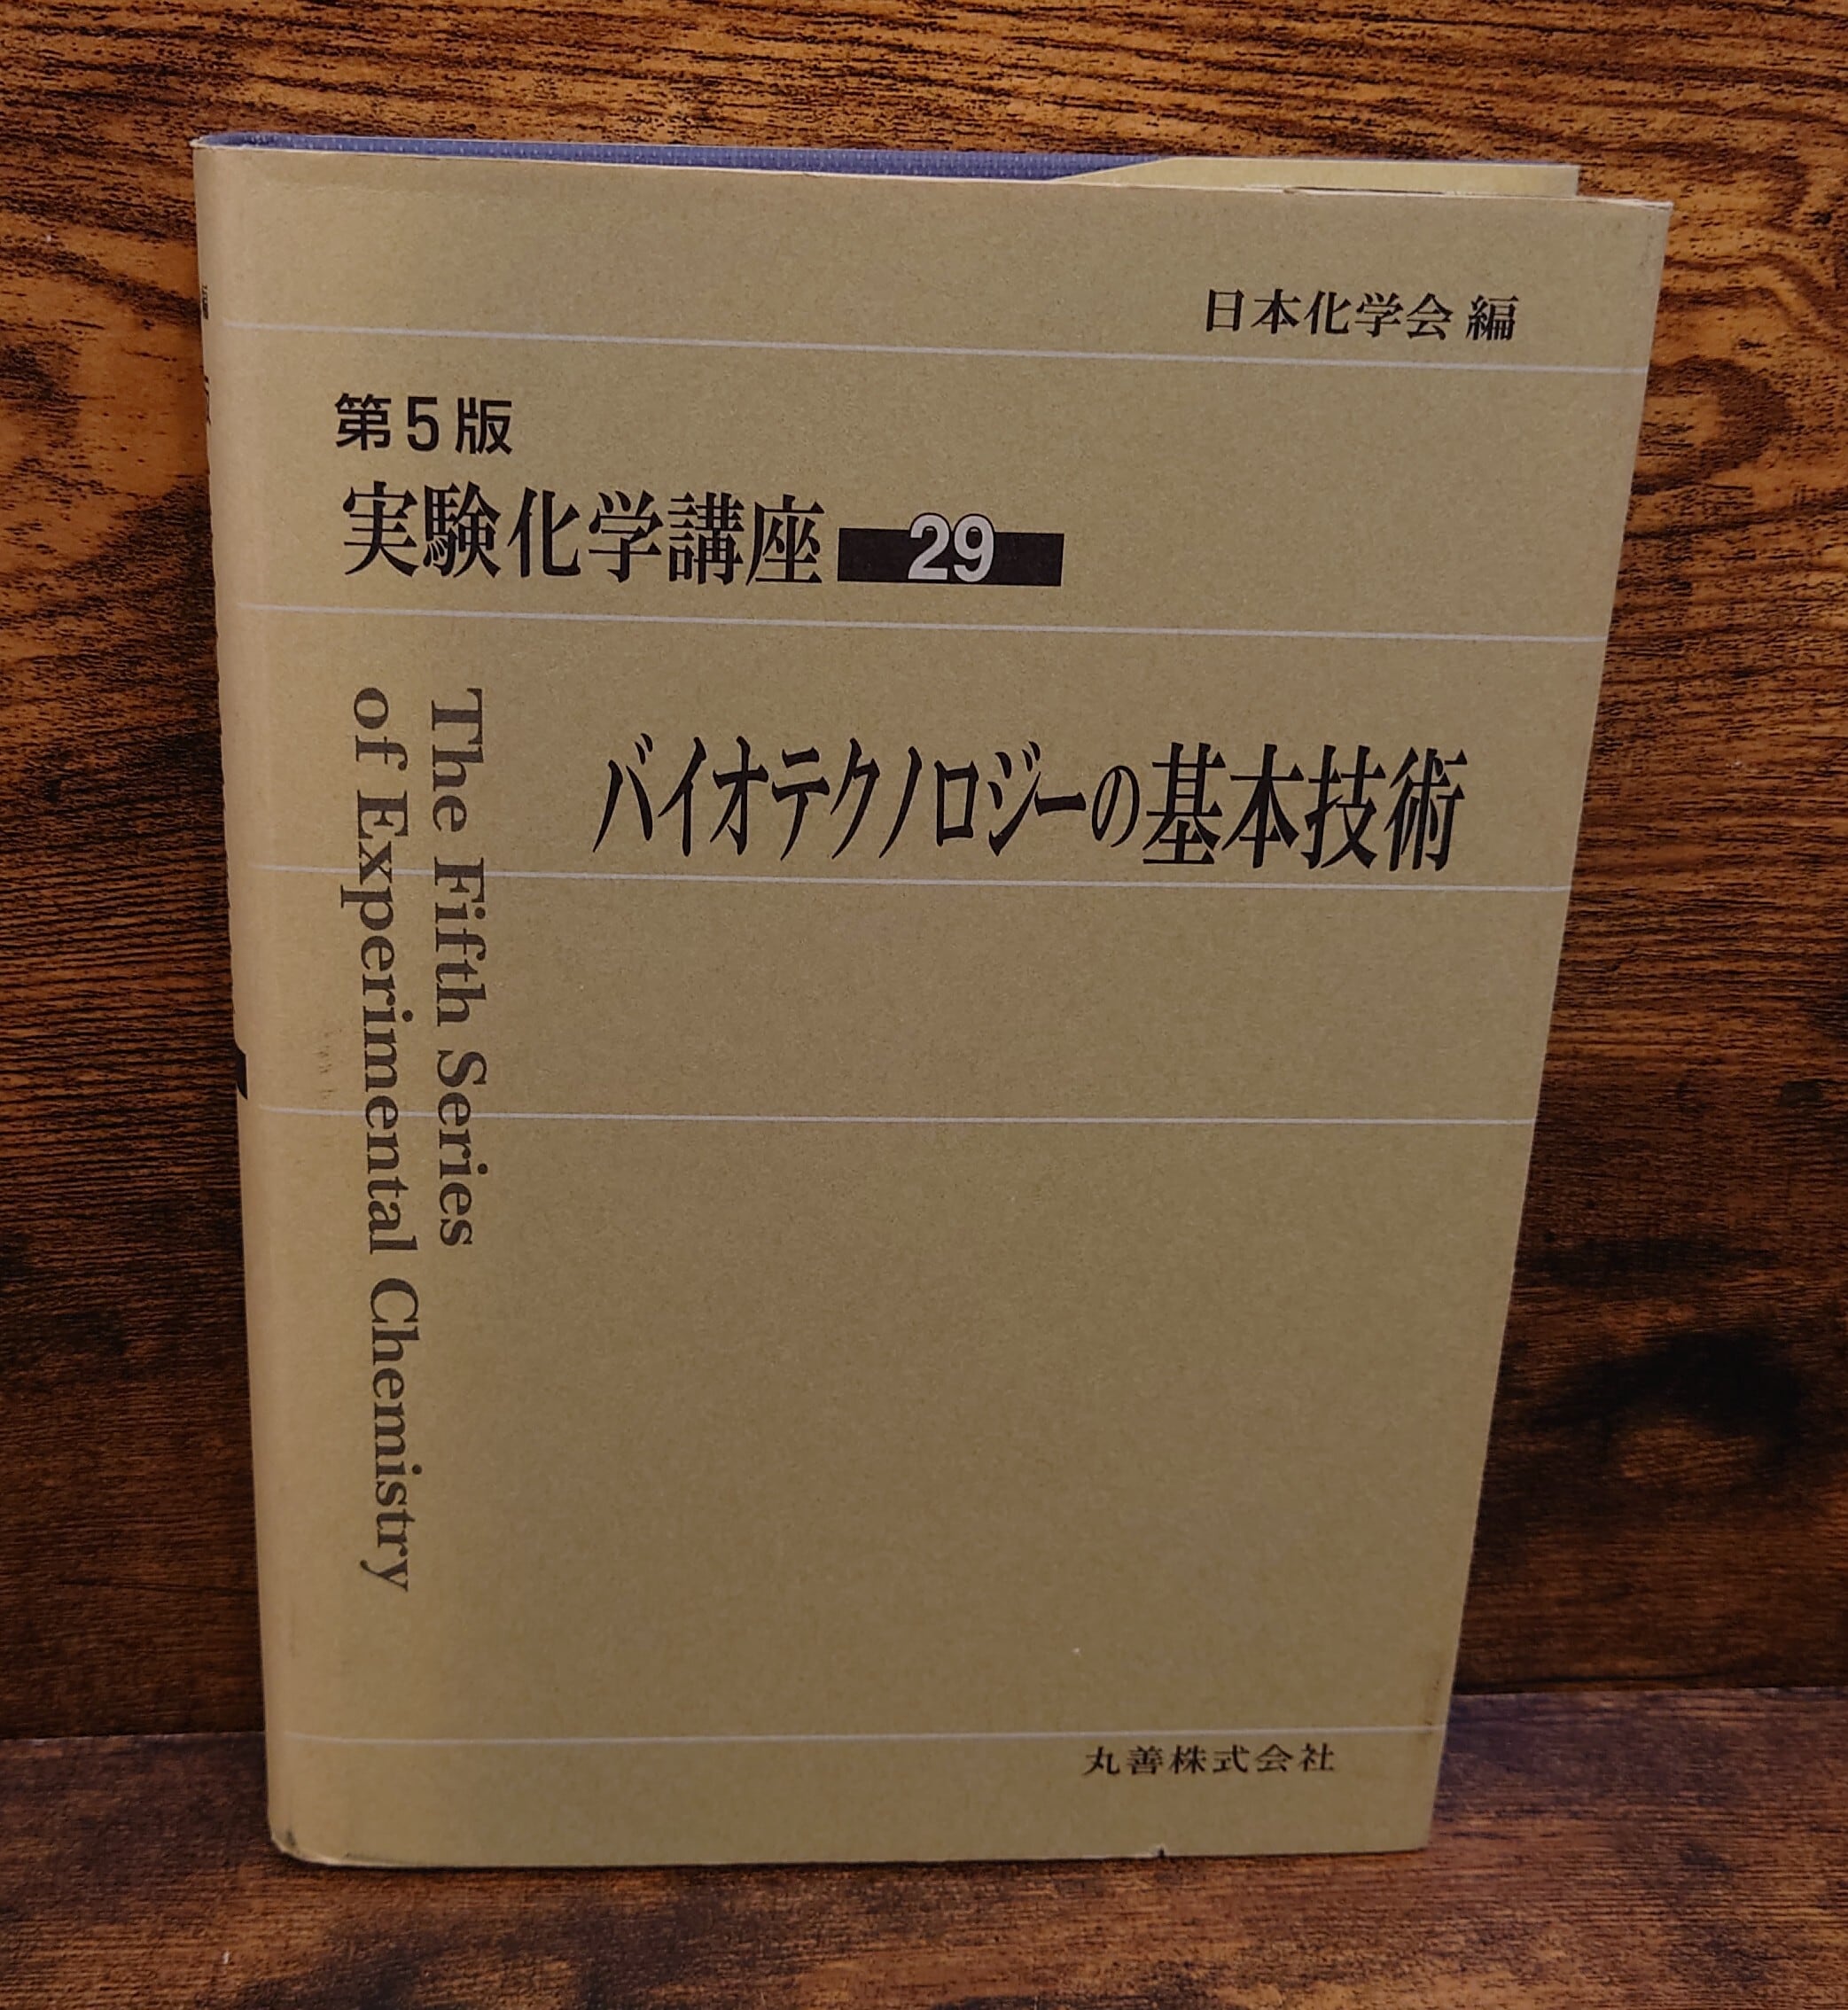 日本化学会 編
第5版
実験化学講座 29
バイオテクノロジーの基本技術
The Fifth Series
of Experimental Chemistry
丸善株式会社